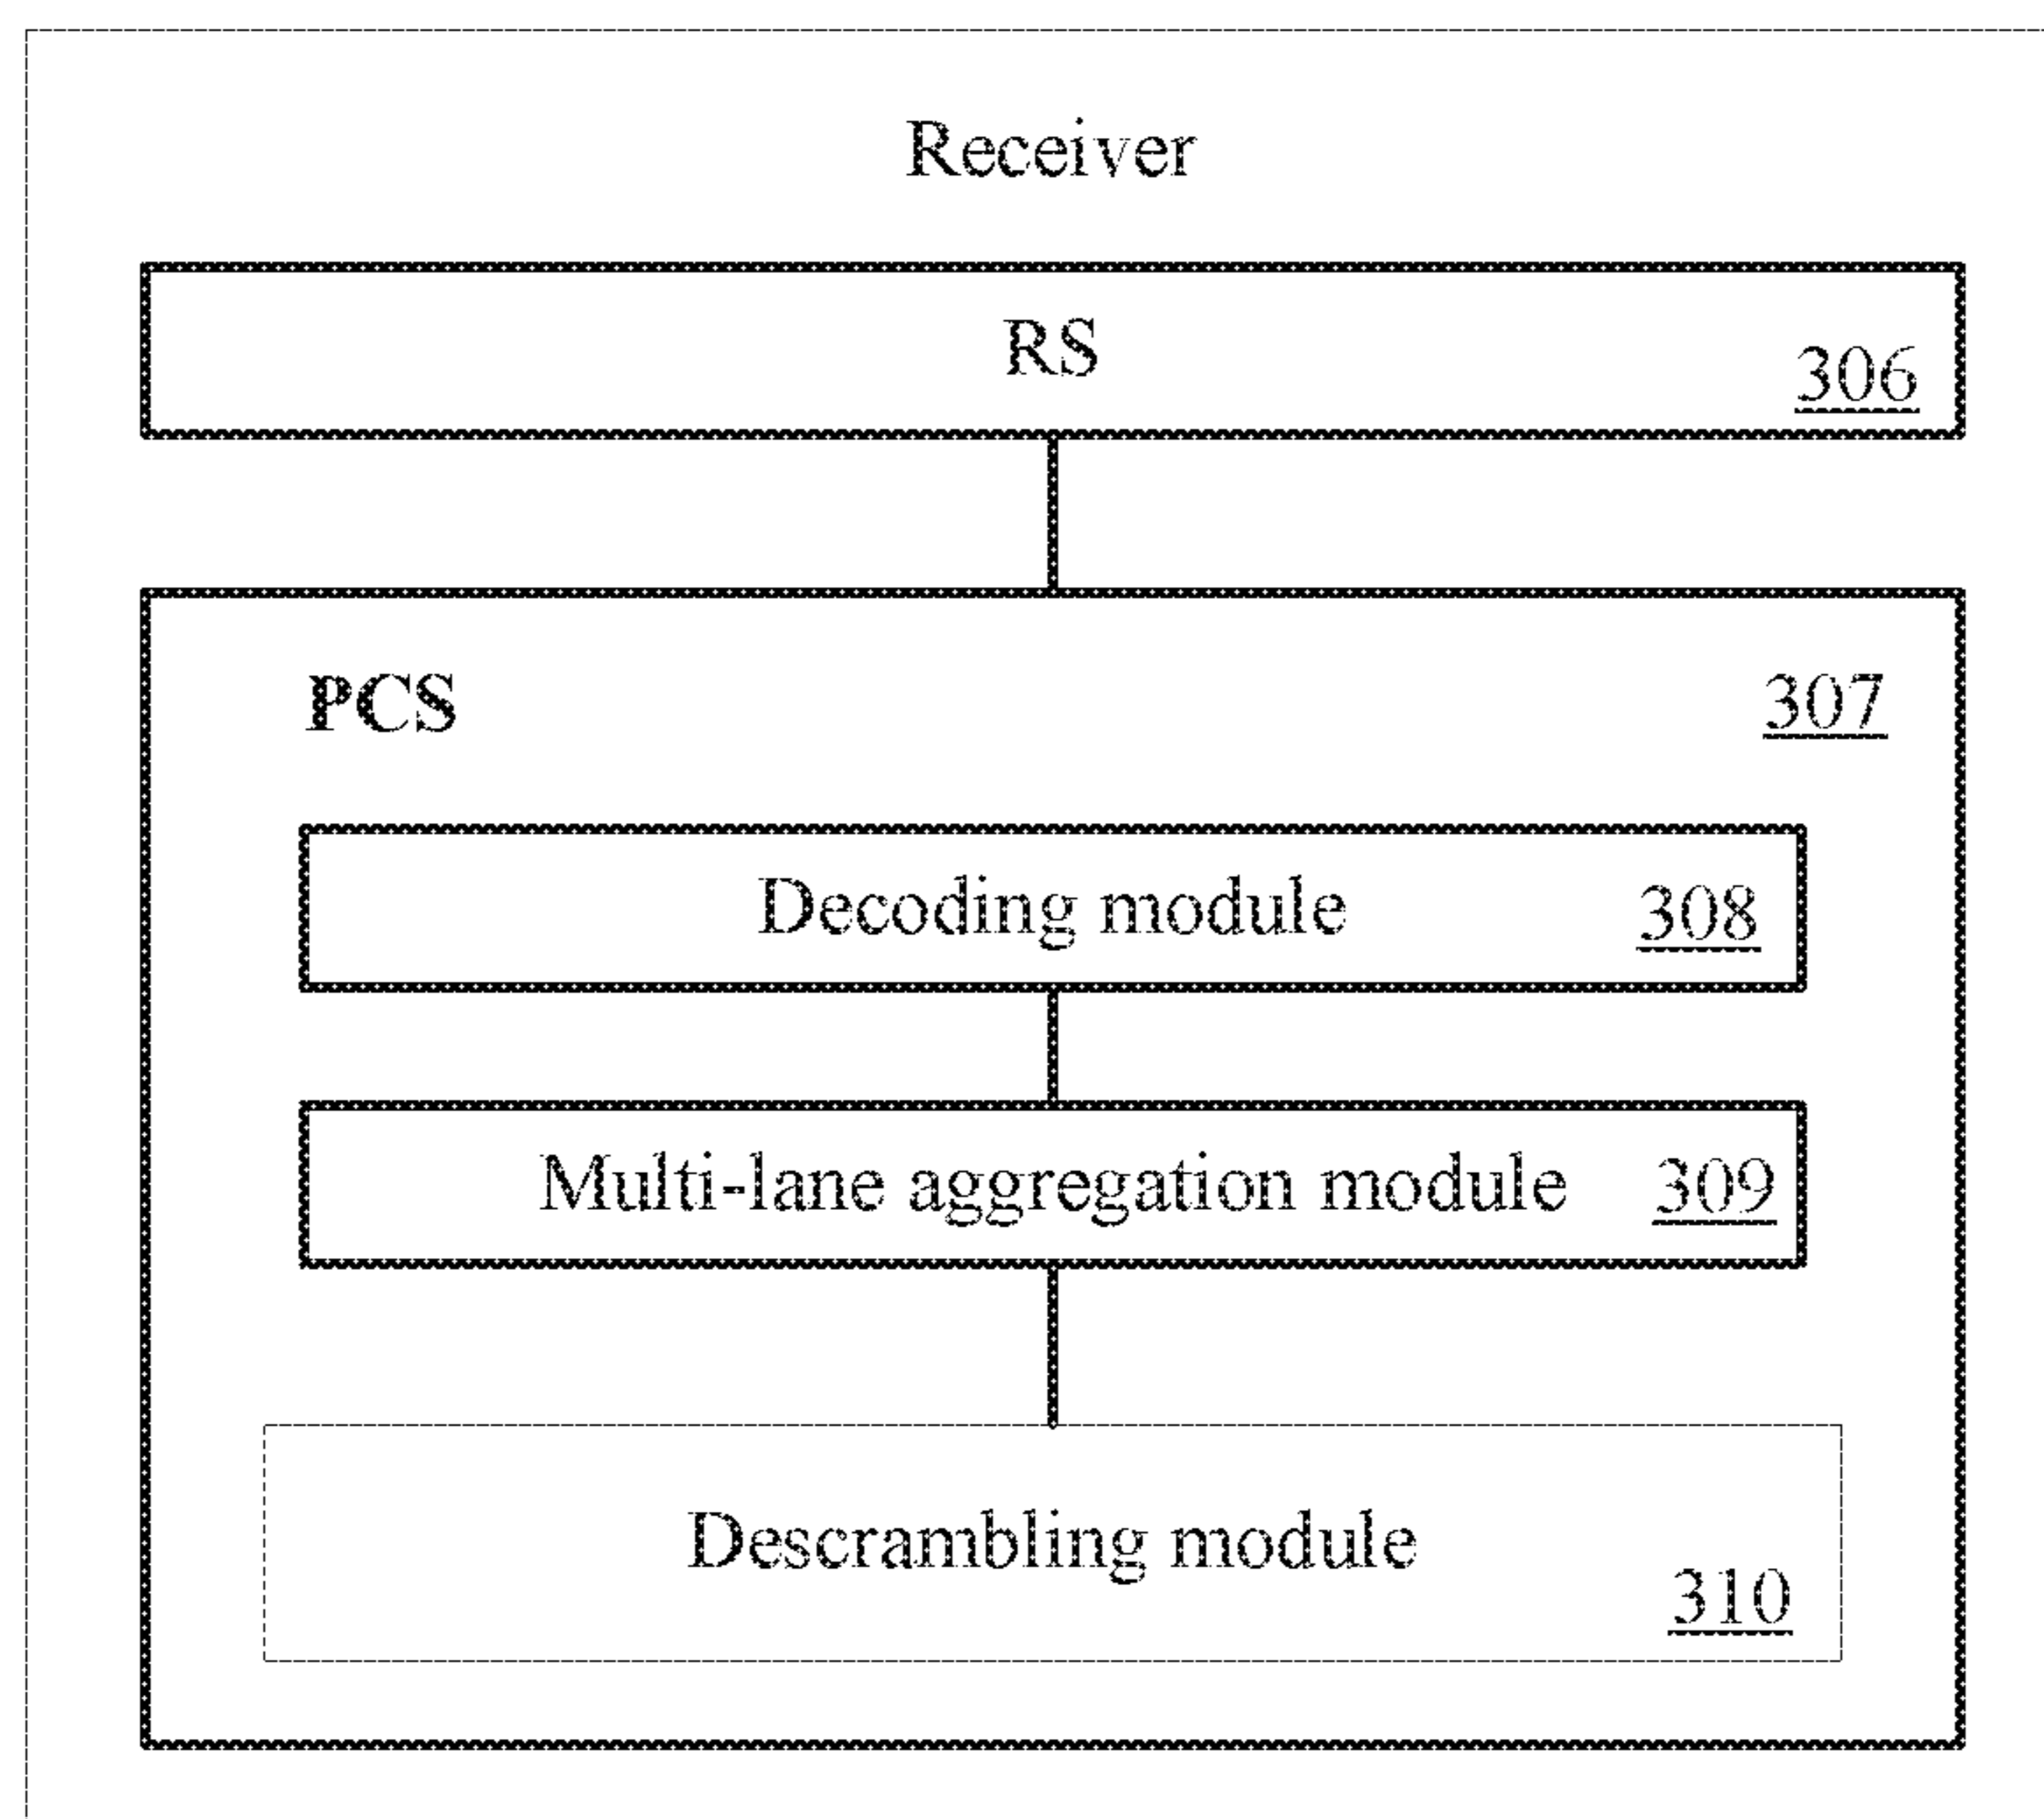 Receiver
RS
306
PCS
307
Decoding module
308
Multi-lane aggregation module
309
Descrambling module
310